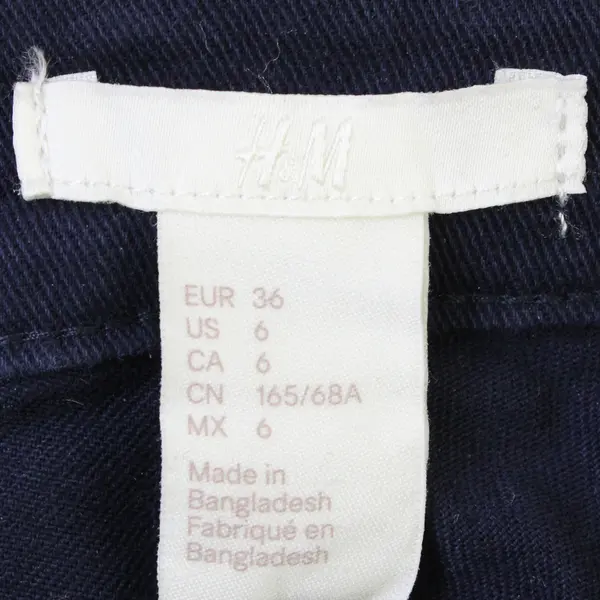 H&M
EUR 36
US 6
CA 6
CN 165/68A
MX 6
Made in
Bangladesh
Fabriqué en
Bangladesh